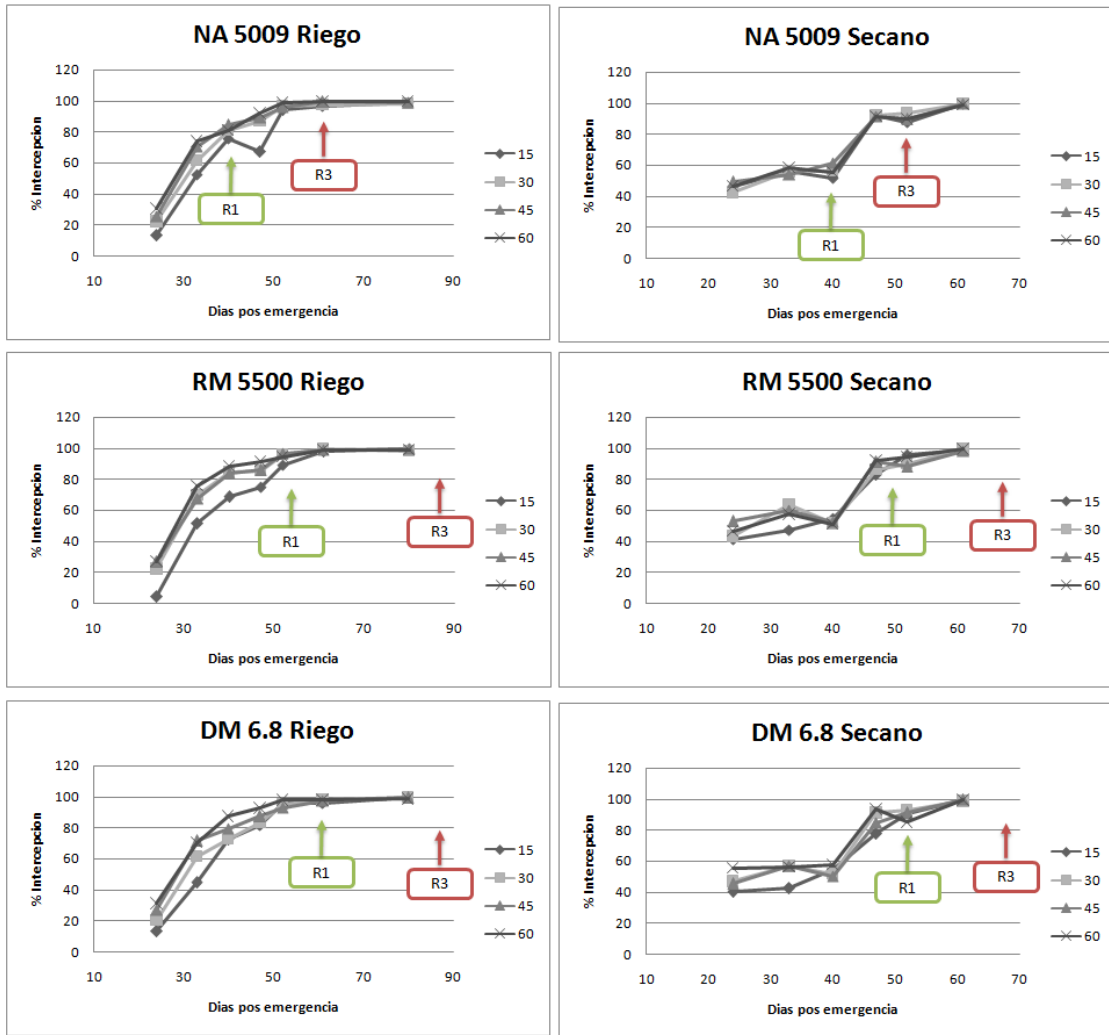 NA 5009 Riego
% Intercepcion
120
100
80
60
40
20
0
10 30 50 70 90
Dias pos emergencia
R1
R3
15
30
45
60
NA 5009 Secano
% Intercepcion
120
100
80
60
40
20
0
10 20 30 40 50 60 70
Dias pos emergencia
R1
R3
15
30
45
60
RM 5500 Riego
% Intercepcion
120
100
80
60
40
20
0
10 30 50 70 90
Dias pos emergencia
R1
R3
15
30
45
60
RM 5500 Secano
% Intercepcion
120
100
80
60
40
20
0
10 20 30 40 50 60 70
Dias pos emergencia
R1
R3
15
30
45
60
DM 6.8 Riego
% Intercepcion
120
100
80
60
40
20
0
10 30 50 70 90
Dias pos emergencia
R1
R3
15
30
45
60
DM 6.8 Secano
% Intercepcion
120
100
80
60
40
20
0
10 20 30 40 50 60 70
Dias pos emergencia
R1
R3
15
30
45
60